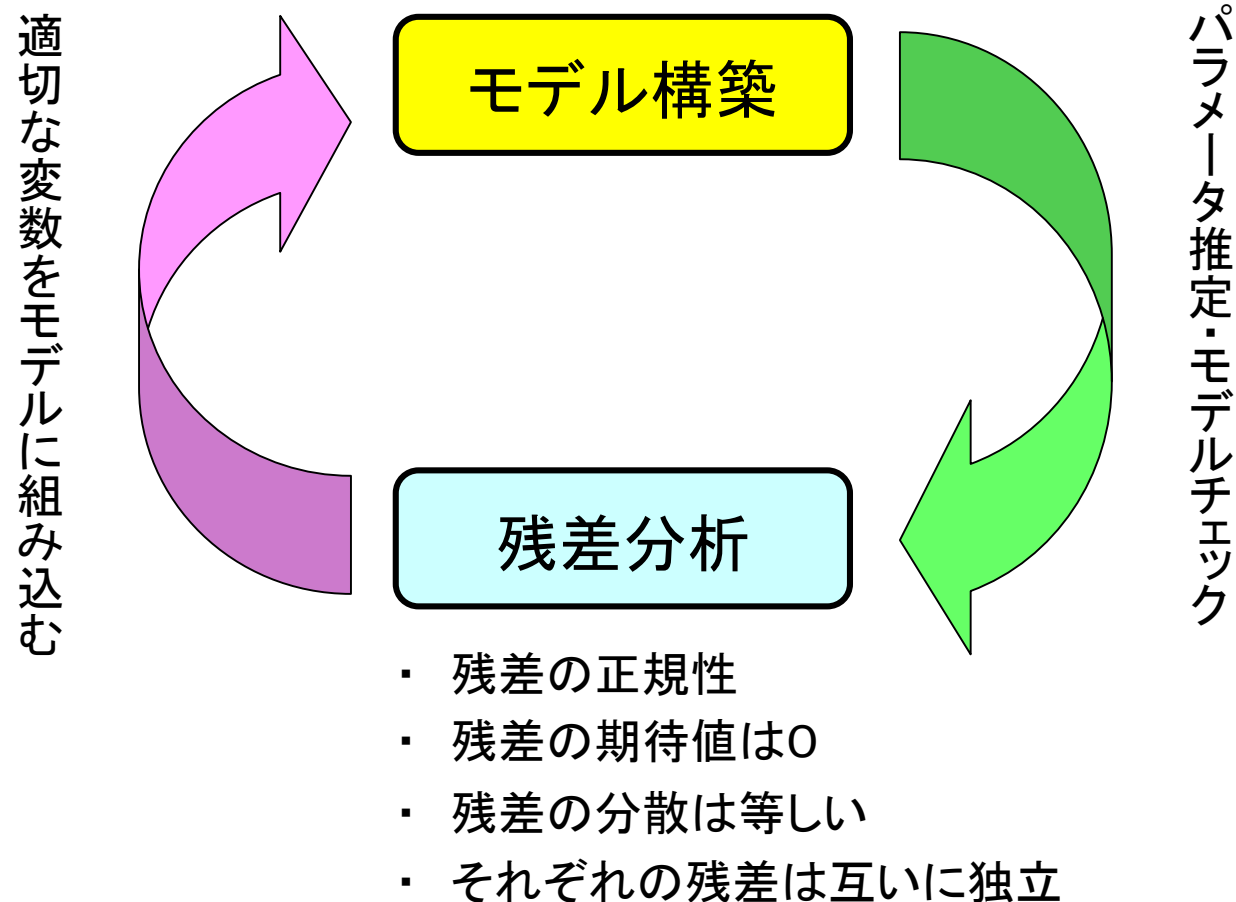 適切な変数をモデルに組み込む
モデル構築
パラメータ推定・モデルチェック
残差分析
・ 残差の正規性
・ 残差の期待値は0
・ 残差の分散は等しい
・ それぞれの残差は互いに独立